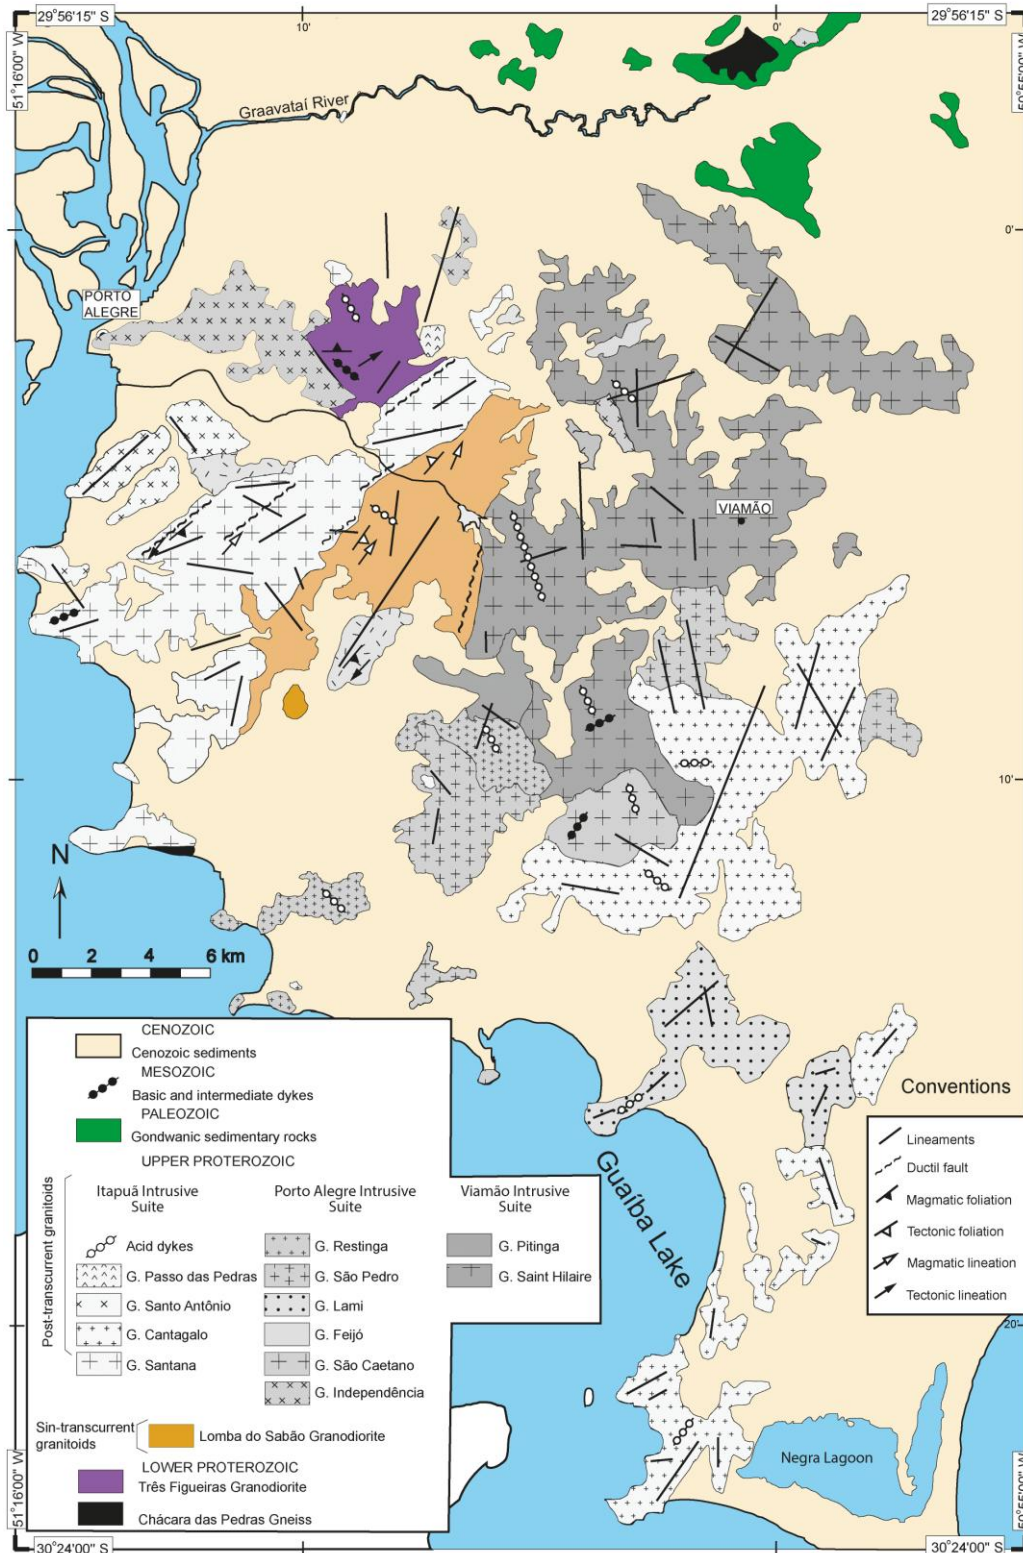 29°56'15" S
10'
0'
29°56'15" S
51°16'00" W
Graavataí River
0'
PORTO
ALEGRE
VIAMÃO
10'
N
0 2 4 6 km
CENOZOIC
Cenozoic sediments
MESOZOIC
Basic and intermediate dykes
PALEOZOIC
Gondwanic sedimentary rocks
UPPER PROTEROZOIC
Post-transcurrent granitoids
Itapuã Intrusive
Suite
Acid dykes
G. Passo das Pedras
G. Santo Antônio
G. Cantagalo
G. Santana
Porto Alegre Intrusive
Suite
G. Restinga
G. São Pedro
G. Lami
G. Feijó
G. São Caetano
G. Independência
Viamão Intrusive
Suite
G. Pitinga
G. Saint Hilaire
Sin-transcurrent
granitoids
Lomba do Sabão Granodiorite
LOWER PROTEROZOIC
Três Figueiras Granodiorite
Chácara das Pedras Gneiss
Guaíba Lake
Conventions
Lineaments
Ductil fault
Magmatic foliation
Tectonic foliation
Magmatic lineation
Tectonic lineation
20'
Negra Lagoon
51°16'00" W
30°24'00" S
30°24'00" S